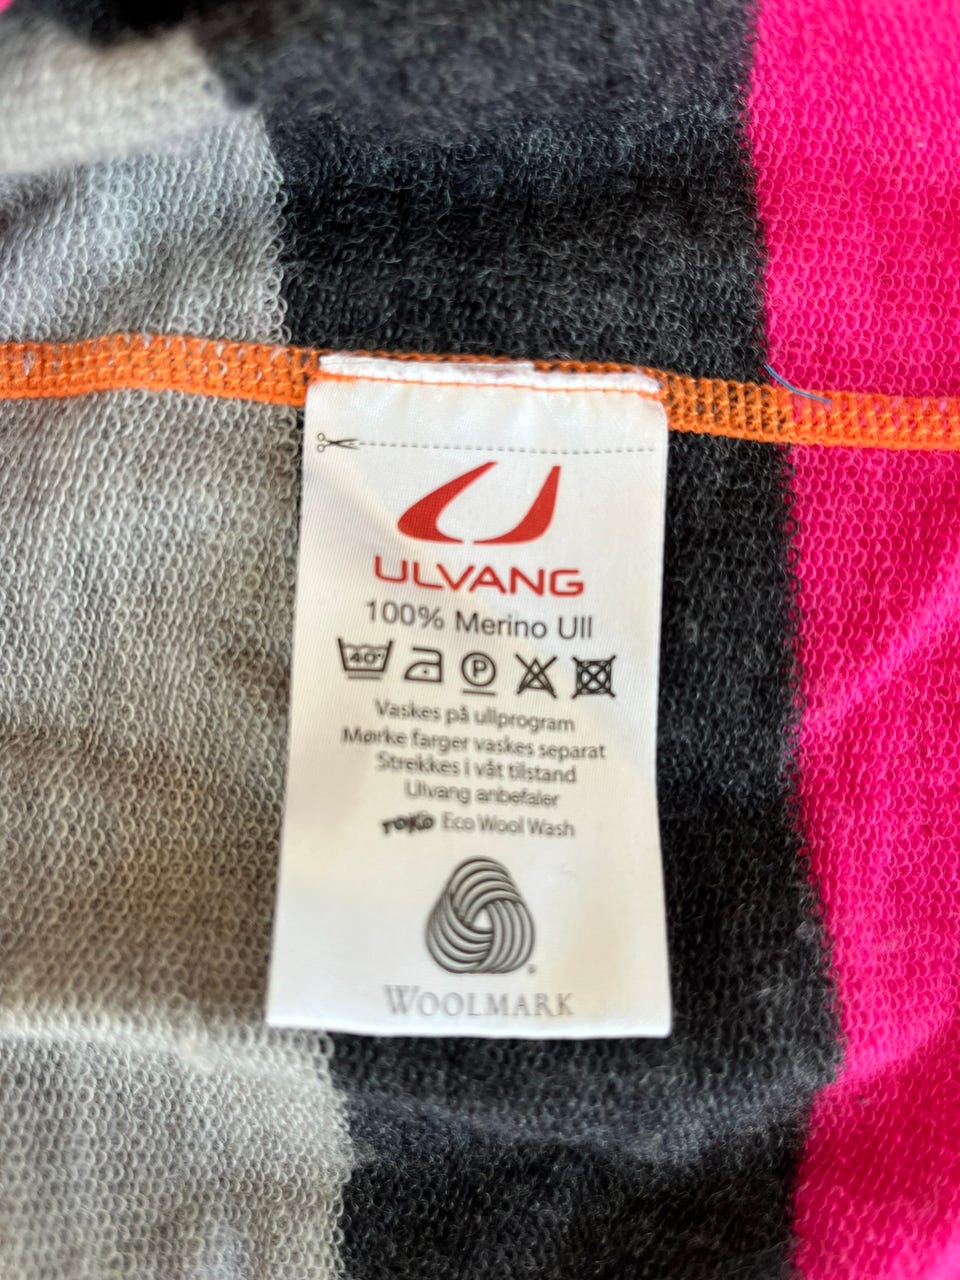 ULVANG
100% Merino Ull
40°
P
Vaskes på ullprogram
Mørke farger vaskes separat
Strekkes i våt tilstand
Ulvang anbefaler
TOKO Eco Wool Wash
WOOLMARK